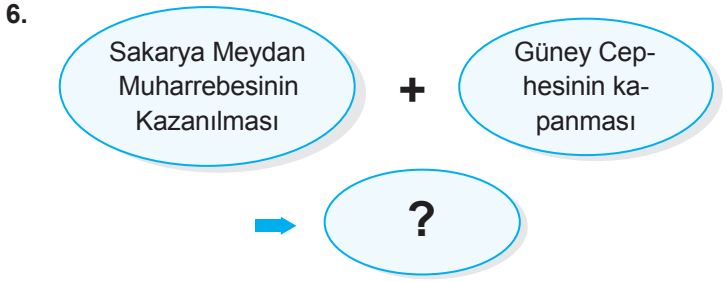 6.
Sakarya Meydan
Muharrebesinin
Kazanılması
+
Güney Cep-
hesinin ka-
panması
?